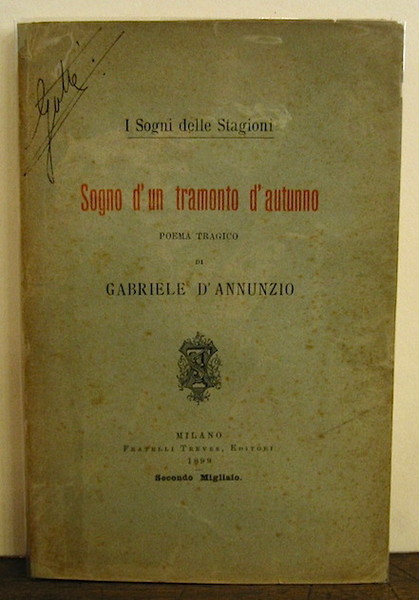 I Sogni delle Stagioni
Sogno d'un tramonto d'autunno
POEMA TRAGICO
DI
GABRIELE D'ANNUNZIO
MILANO
FRATELLI TREVES, EDITORI
1899
Secondo Migliaio.